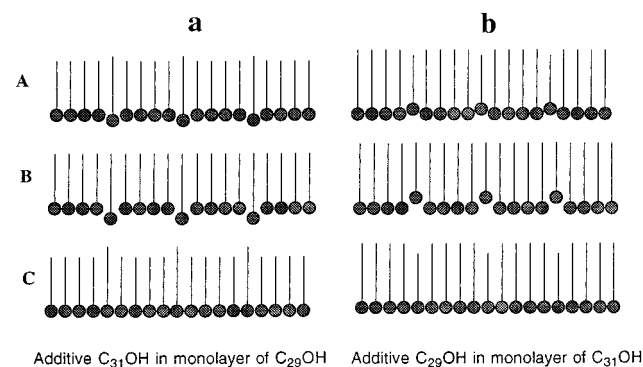 a
b
A
B
C
Additive C₃₁OH in monolayer of C₂₉OH
Additive C₂₉OH in monolayer of C₃₁OH